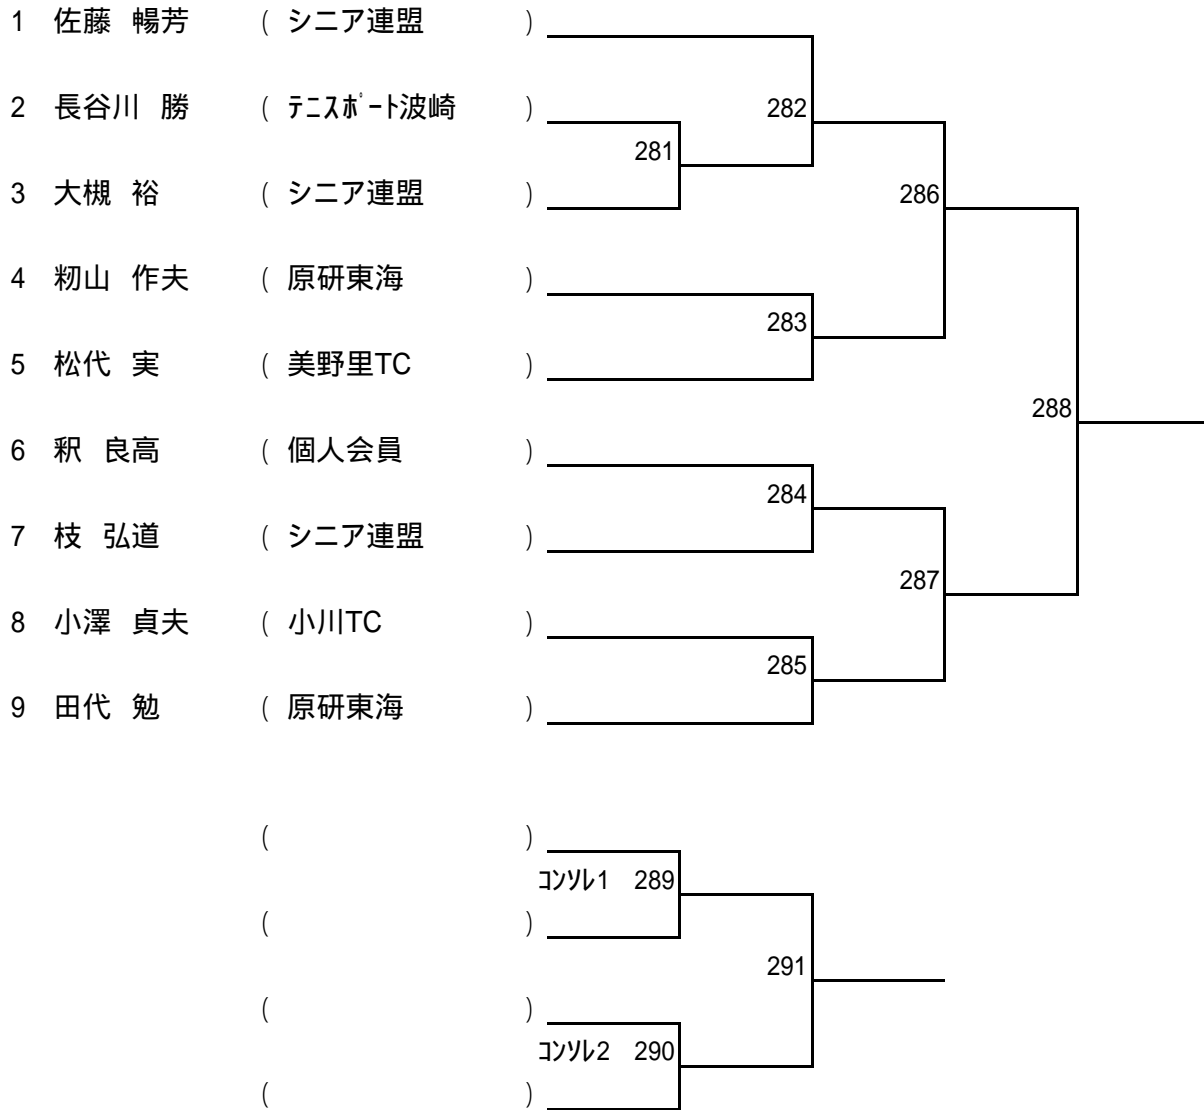 1 佐藤 暢芳 ( シニア連盟 )
2 長谷川 勝 ( ﾃﾆｽﾎﾟｰﾄ波崎 ) 282
281
3 大槻 裕 ( シニア連盟 ) 286
4 籾山 作夫 ( 原研東海 )
283
5 松代 実 ( 美野里TC )
288
6 釈 良高 ( 個人会員 )
284
7 枝 弘道 ( シニア連盟 )
287
8 小澤 貞夫 ( 小川TC )
285
9 田代 勉 ( 原研東海 )
( )
ｺﾝｿﾚ1 289
( )
291
( )
ｺﾝｿﾚ2 290
( )